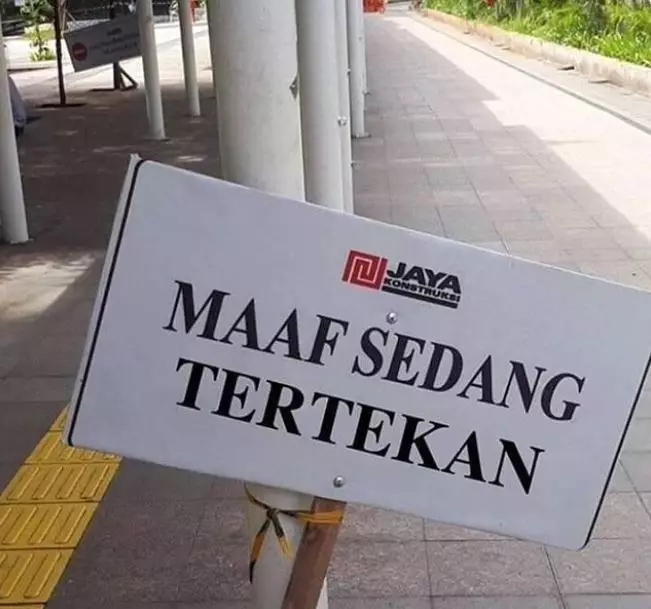 JAYA
KONSTRUKSI
MAAF SEDANG
TERTEKAN